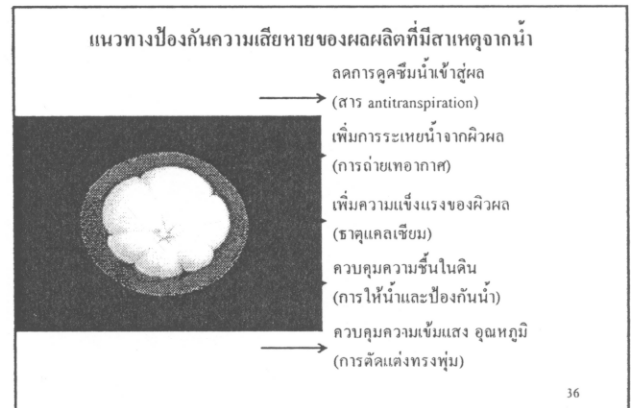 แนวทางป้องกันความเสียหายของผลผลิตที่มีสาเหตุจากน้ำ
ลดการดูดซึมน้ำเข้าสู่ผล
(สาร antitranspiration)
เพิ่มการระเหยน้ำจากผิวผล
(การถ่ายเทอากาศ)
เพิ่มความแข็งแรงของผิวผล
(ธาตุแคลเซียม)
ควบคุมความชื้นในดิน
(การให้น้ำและป้องกันน้ำ)
ควบคุมความเข้มแสง อุณหภูมิ
(การตัดแต่งทรงพุ่ม)
36